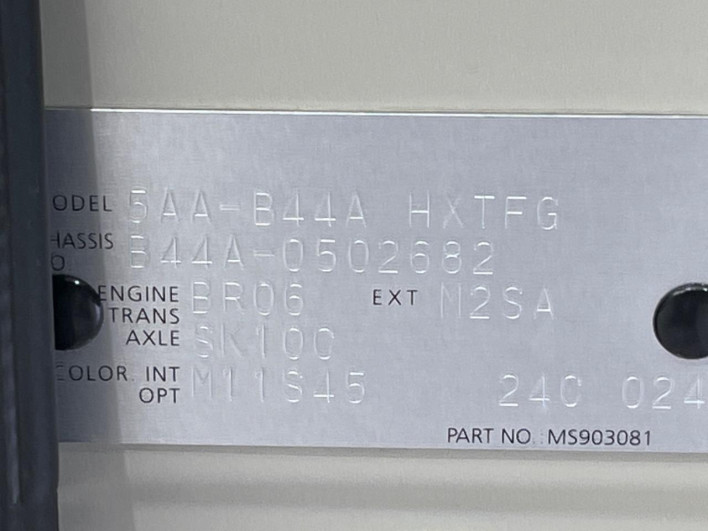 ODEL 5AA-B44A HXTFG
HASSIS B44A-0502682
O
ENGINE BR06 EXT M2SA
TRANS
AXLE SK100
COLOR INT M11S45 240 024
OPT
PART NO.:MS903081